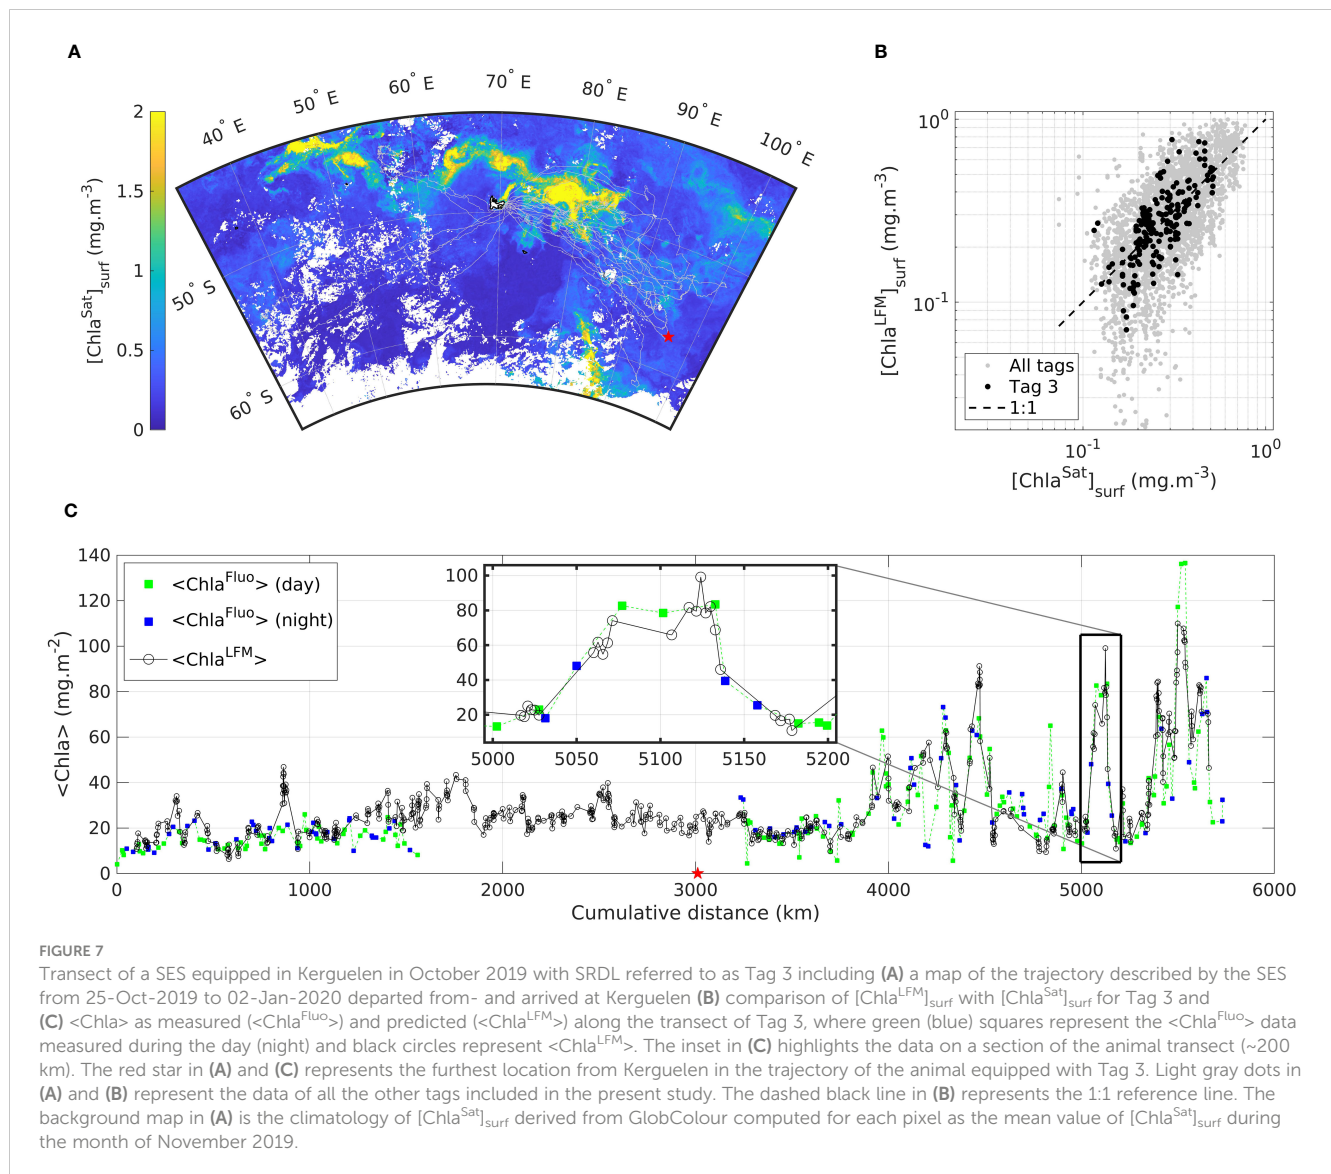 A
B
40° E
50° E
60° E
70° E
80° E
90° E
100° E
50° S
60° S
2
1.5
1
0.5
0
[Chla^Sat]_surf (mg.m^-3)
10^0
10^-1
[Chla^LFM]_surf (mg.m^-3)
All tags
Tag 3
1:1
10^-1 10^0
[Chla^Sat]_surf (mg.m^-3)
C
140
120
100
80
60
40
20
0
<Chla> (mg.m^-2)
<Chla^Fluo> (day)
<Chla^Fluo> (night)
<Chla^LFM>
100
80
60
40
20
5000 5050 5100 5150 5200
0 1000 2000 3000 4000 5000 6000
Cumulative distance (km)
FIGURE 7
Transect of a SES equipped in Kerguelen in October 2019 with SRDL referred to as Tag 3 including (A) a map of the trajectory described by the SES
from 25-Oct-2019 to 02-Jan-2020 departed from- and arrived at Kerguelen (B) comparison of [Chla^LFM]_surf with [Chla^Sat]_surf for Tag 3 and
(C) <Chla> as measured (<Chla^Fluo>) and predicted (<Chla^LFM>) along the transect of Tag 3, where green (blue) squares represent the <Chla^Fluo> data
measured during the day (night) and black circles represent <Chla^LFM>. The inset in (C) highlights the data on a section of the animal transect (~200
km). The red star in (A) and (C) represents the furthest location from Kerguelen in the trajectory of the animal equipped with Tag 3. Light gray dots in
(A) and (B) represent the data of all the other tags included in the present study. The dashed black line in (B) represents the 1:1 reference line. The
background map in (A) is the climatology of [Chla^Sat]_surf derived from GlobColour computed for each pixel as the mean value of [Chla^Sat]_surf during
the month of November 2019.